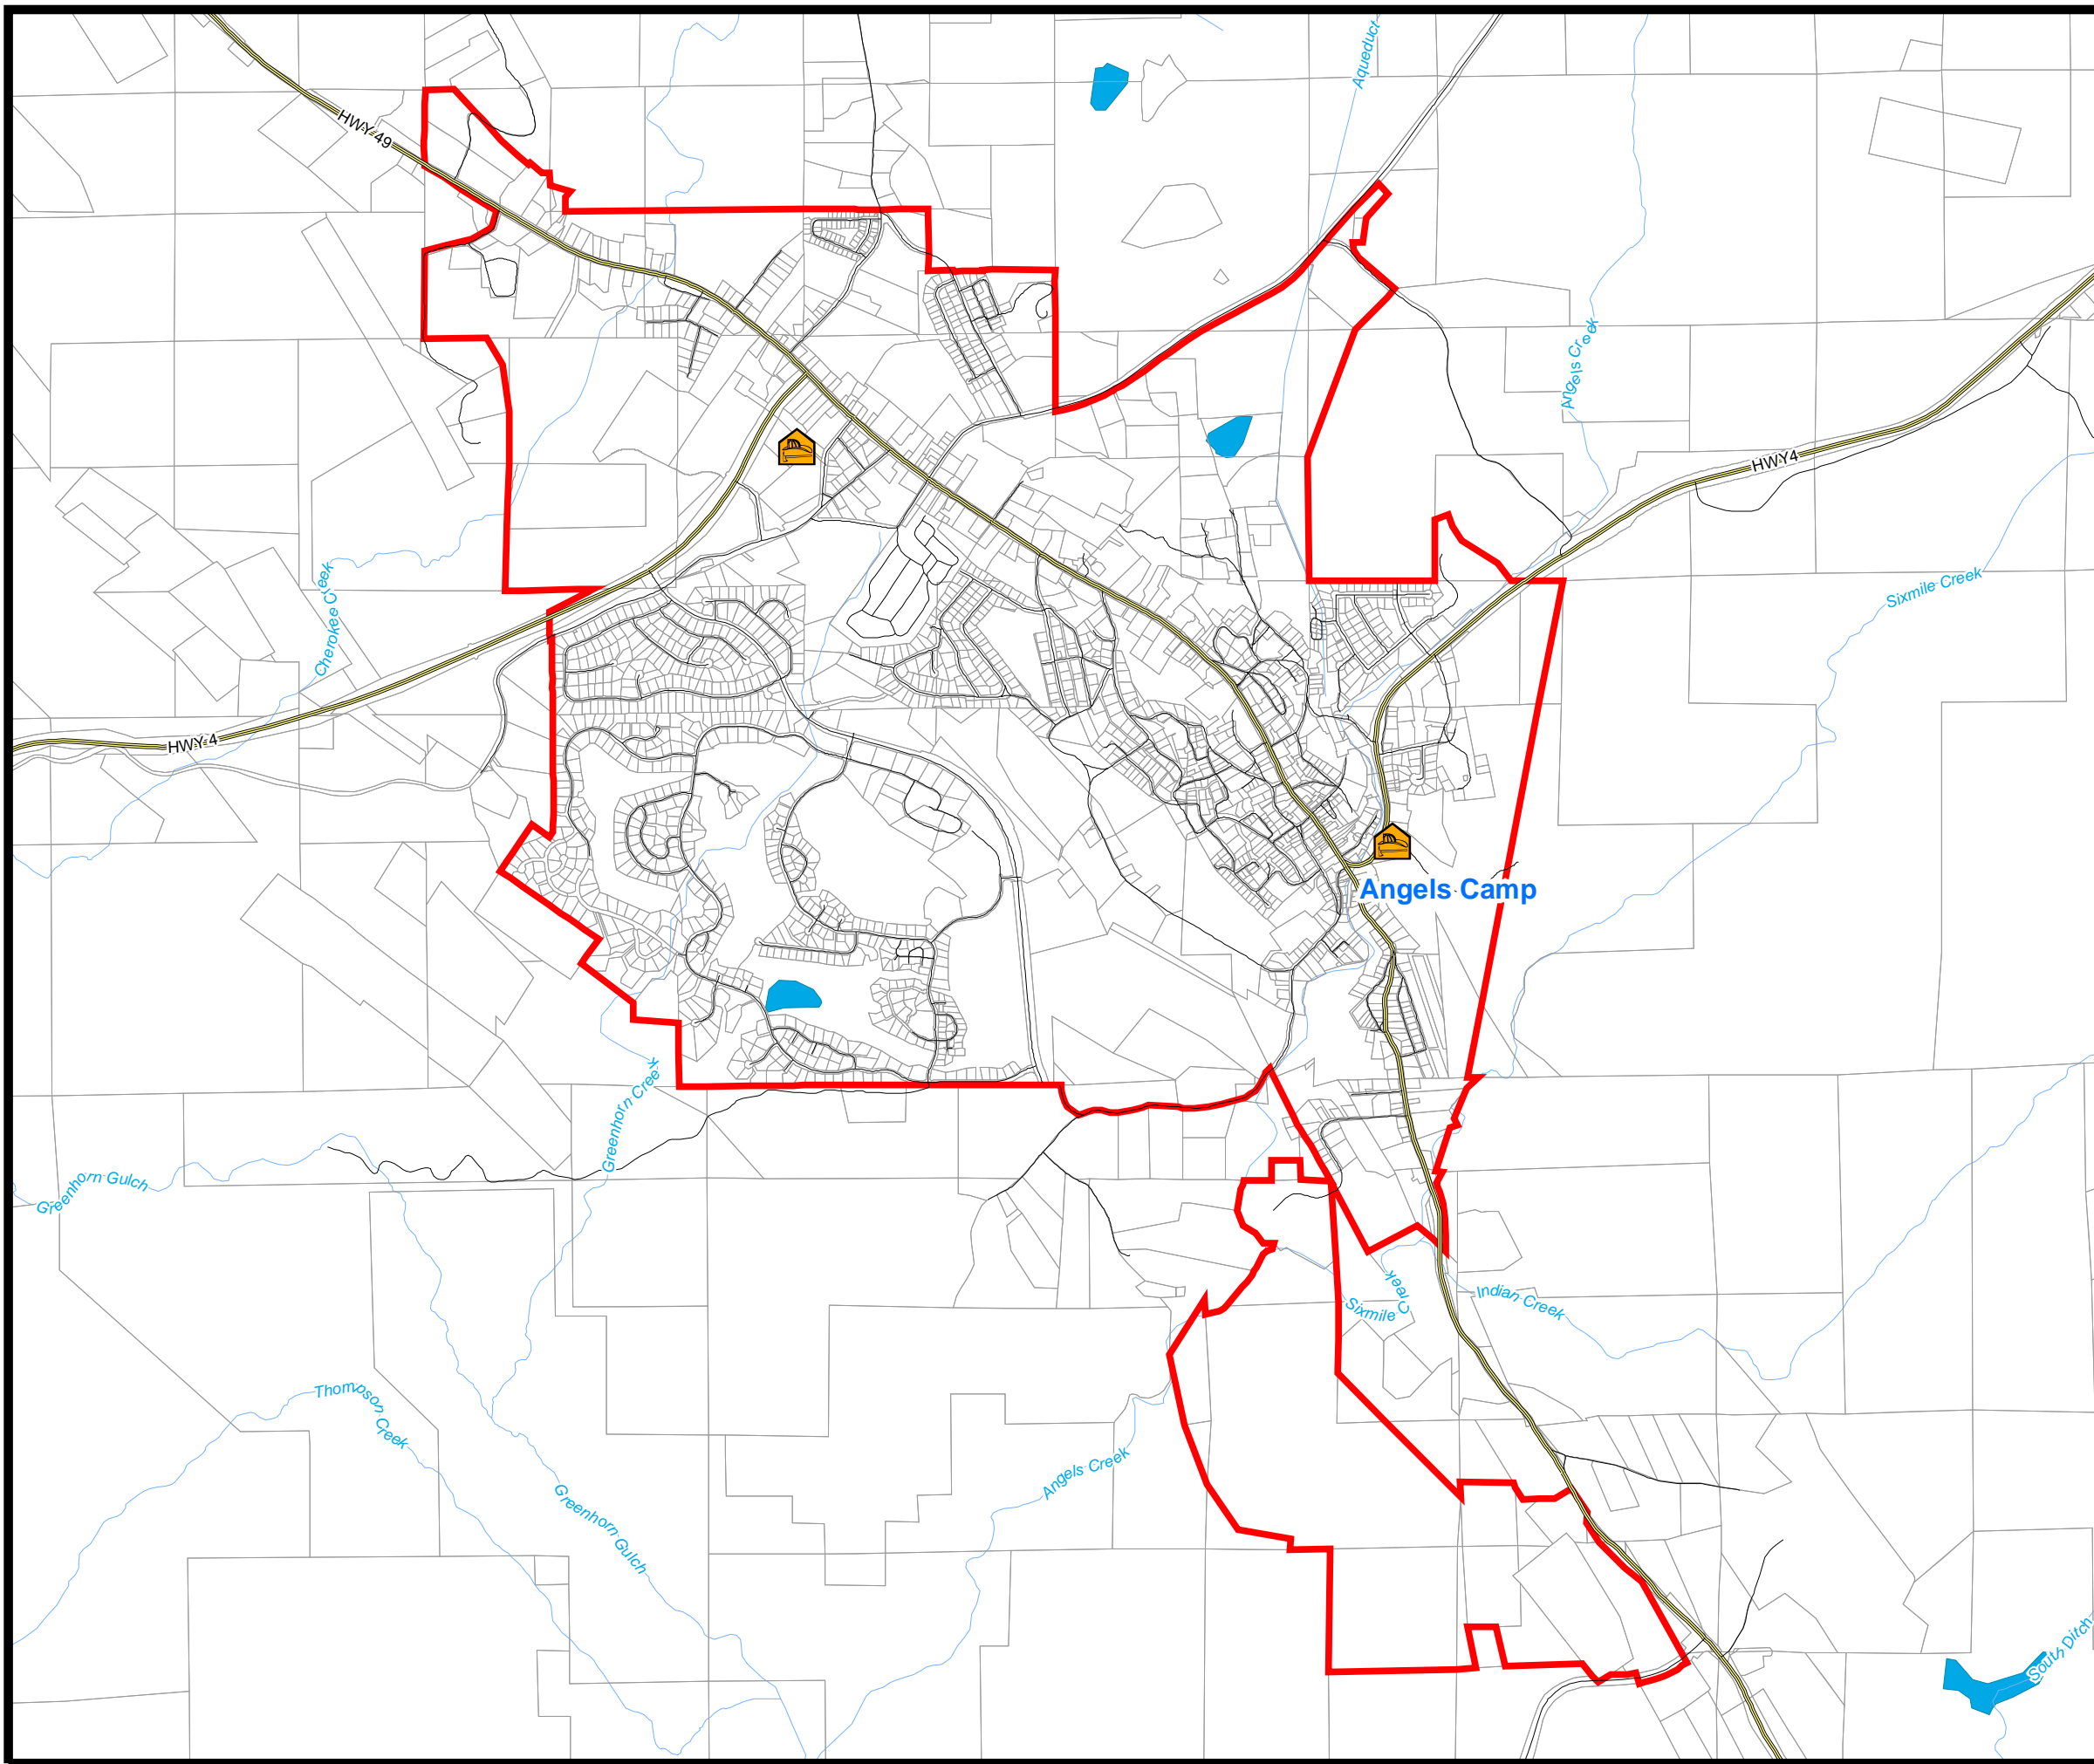 Aqueduct
HWY 49
Angels Creek
HWY4
Sixmile Creek
Cherokee Creek
HWY 4
Angels Camp
Greenhorn Creek
Greenhorn Gulch
Sixmile Creek
Indian Creek
Thompson Creek
Angels Creek
Greenhorn Gulch
South Ditch